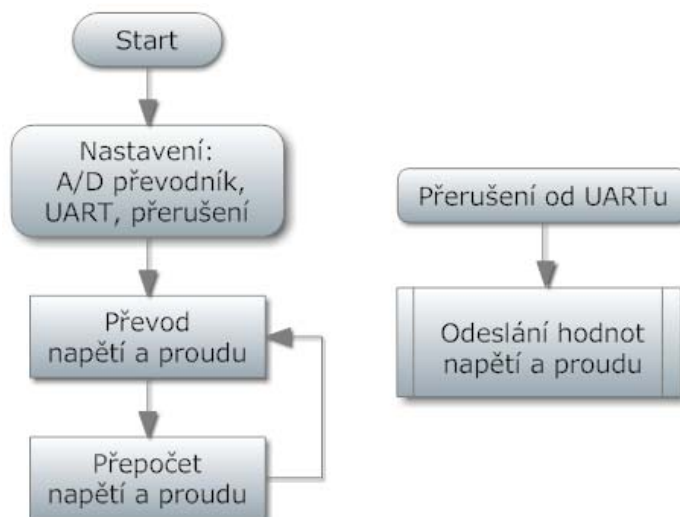 Start
Nastavení:
A/D převodník,
UART, přerušení
Převod
napětí a proudu
Přepočet
napětí a proudu
Přerušení od UARTu
Odeslání hodnot
napětí a proudu